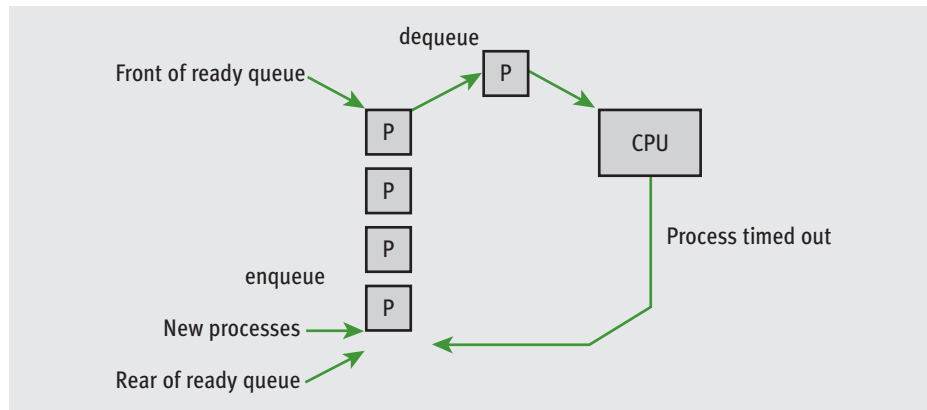 dequeue
Front of ready queue
P
P
CPU
P
Process timed out
P
enqueue
P
New processes
Rear of ready queue